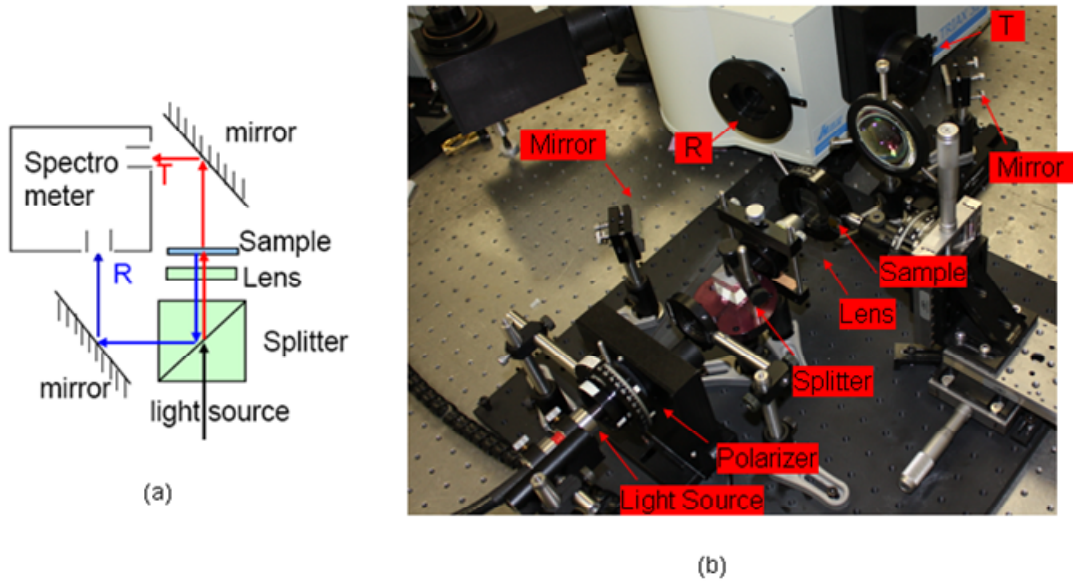 mirror
Spectro
meter
T
Sample
R
Lens
Splitter
mirror
light source
(a)
T
R
Mirror
Mirror
Sample
Lens
Splitter
Polarizer
Light Source
(b)